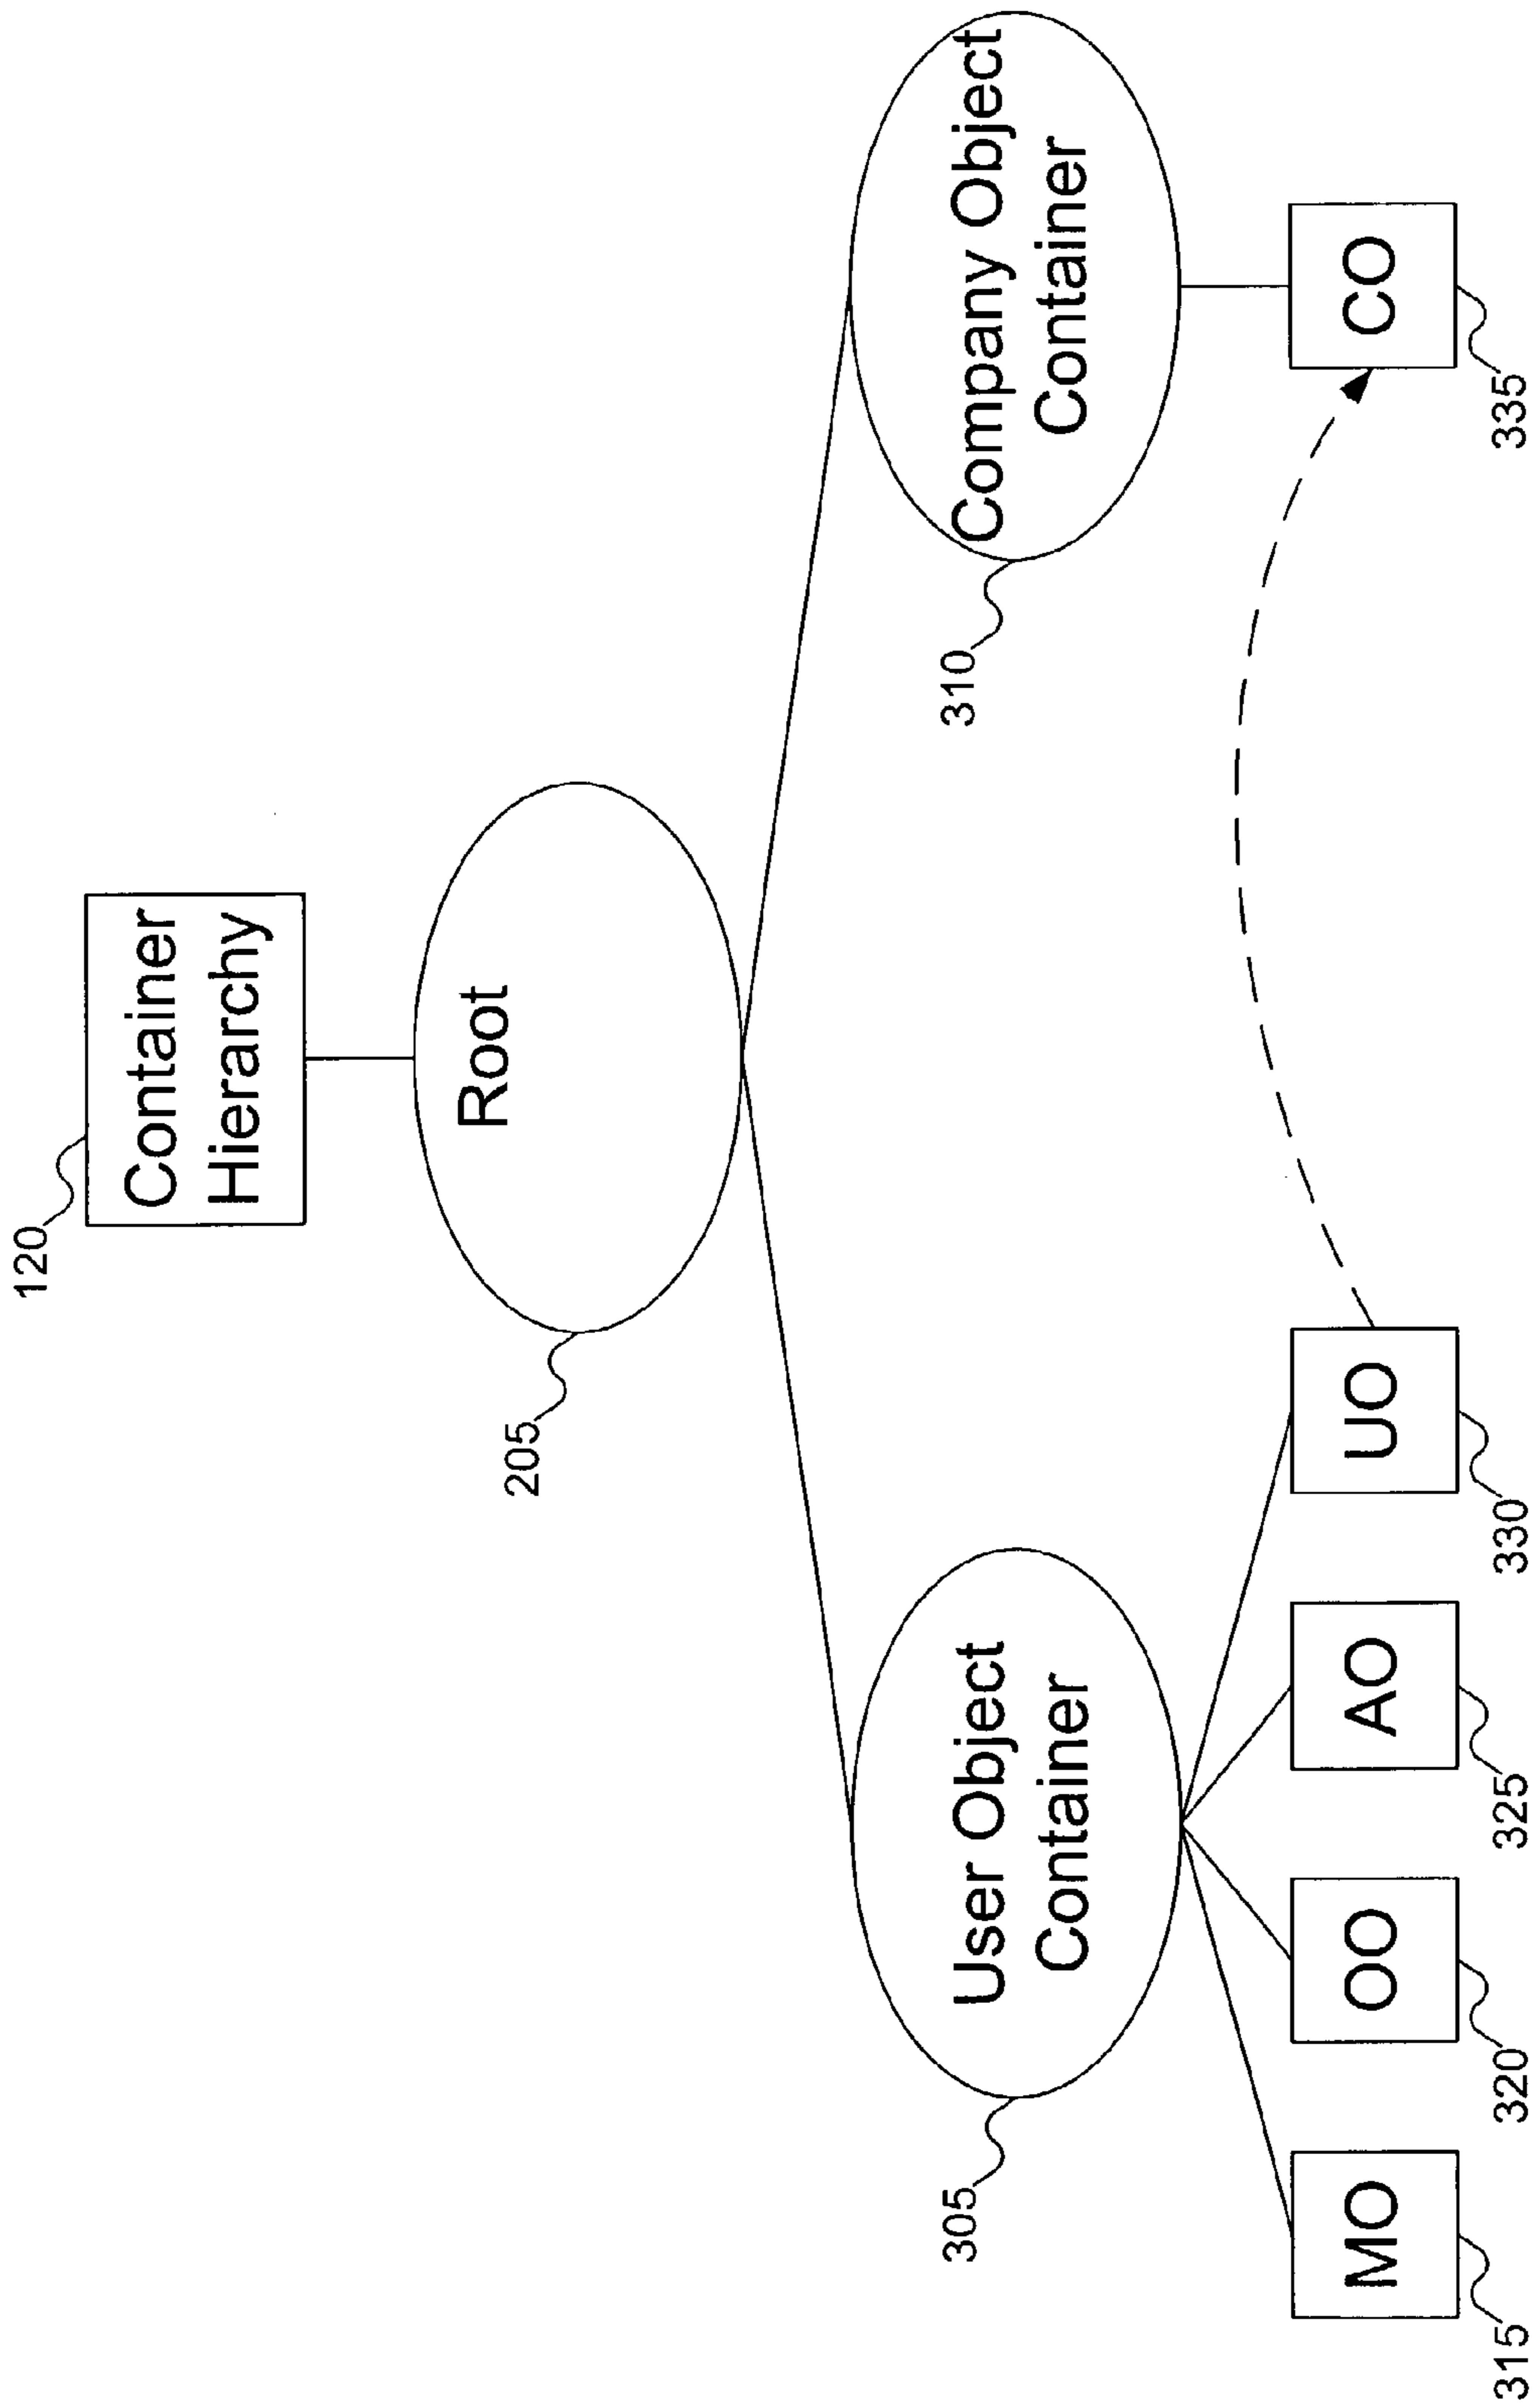 120
Container
Hierarchy
205
Root
305
User Object
Container
310
Company Object
Container
MO
OO
AO
UO
CO
315
320
325
330
335